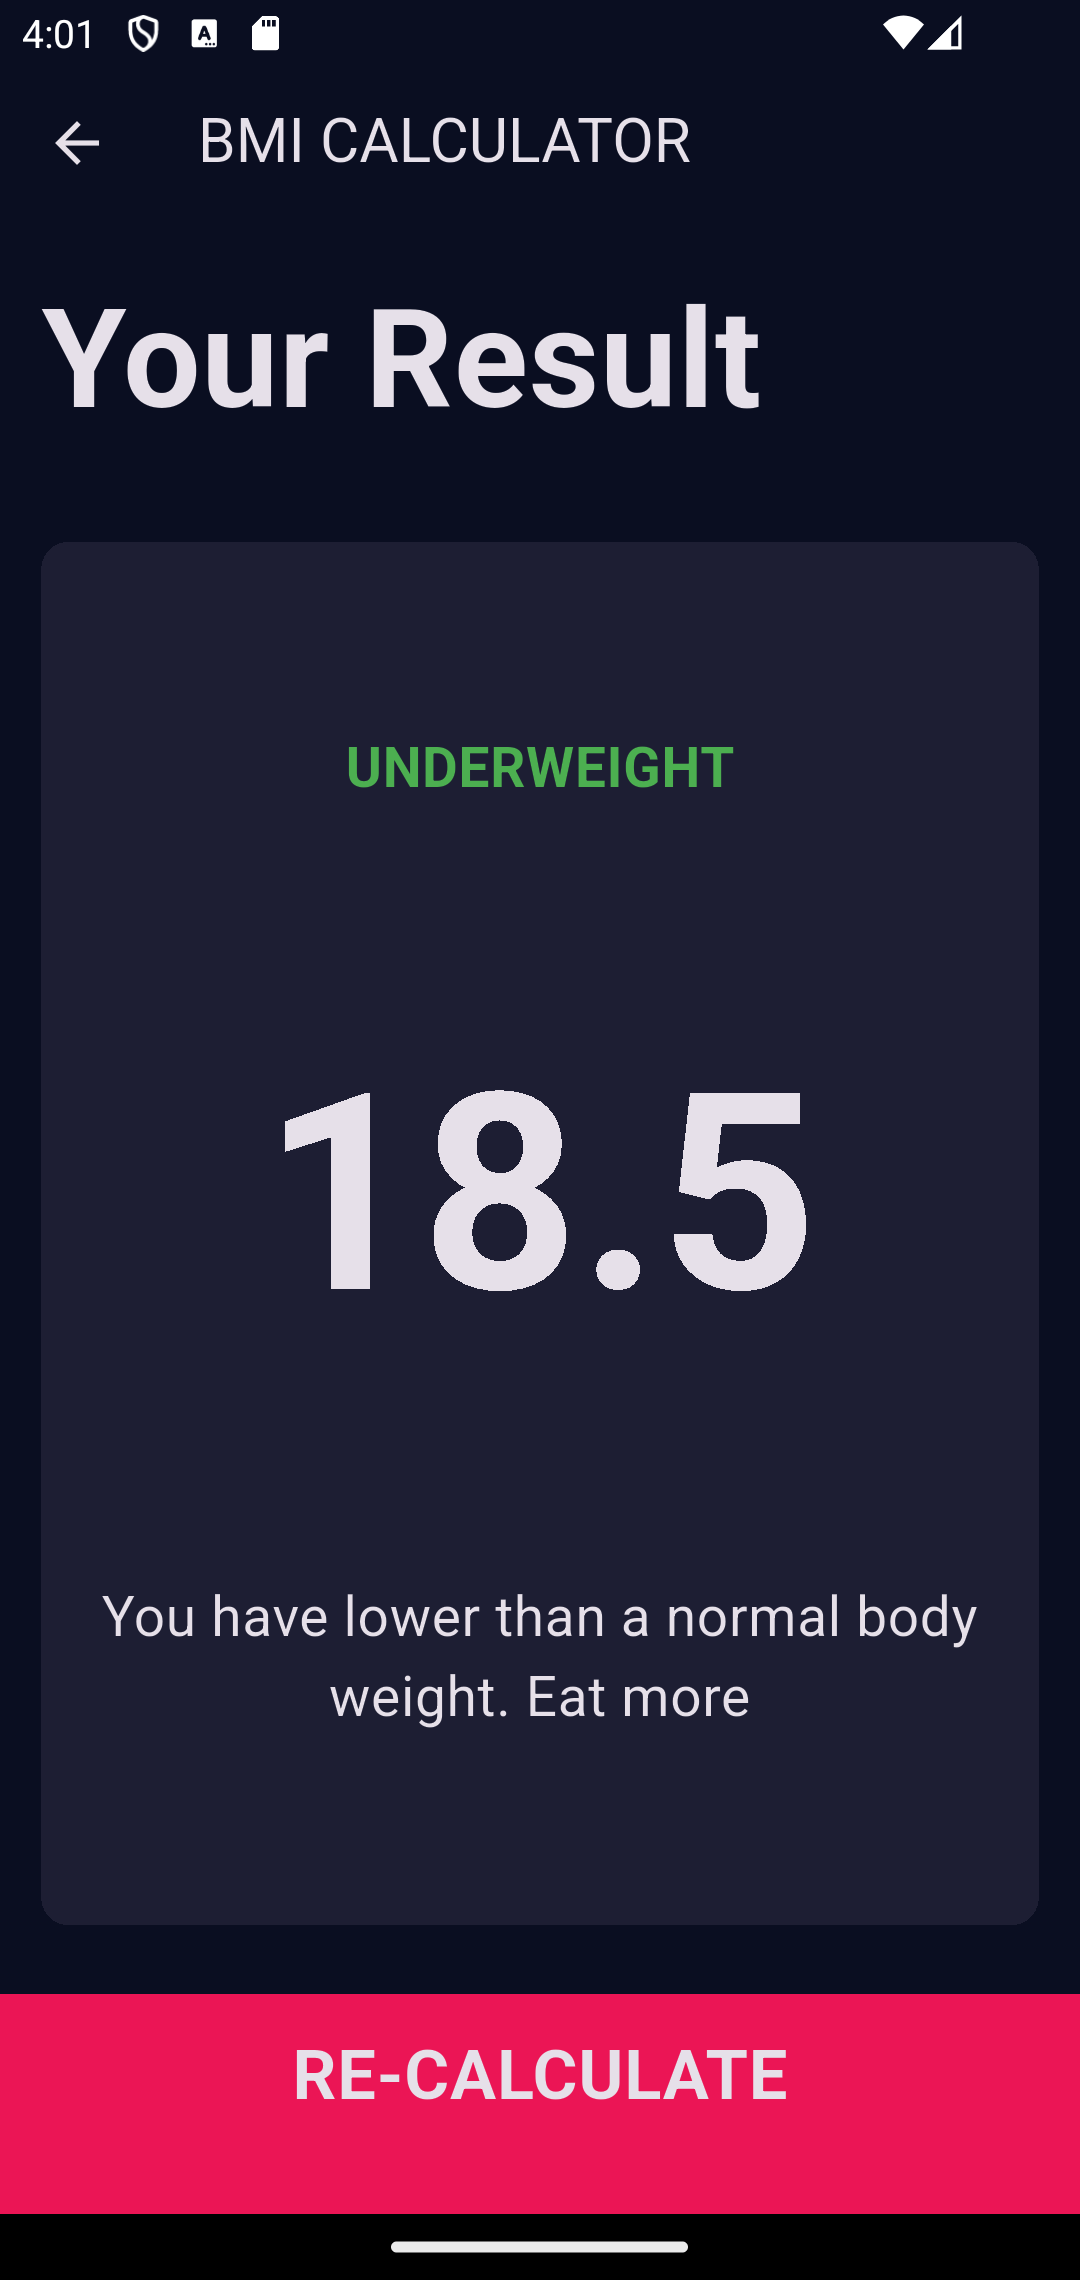 4:01
BMI CALCULATOR
Your Result
UNDERWEIGHT
18.5
You have lower than a normal body
weight. Eat more
RE-CALCULATE